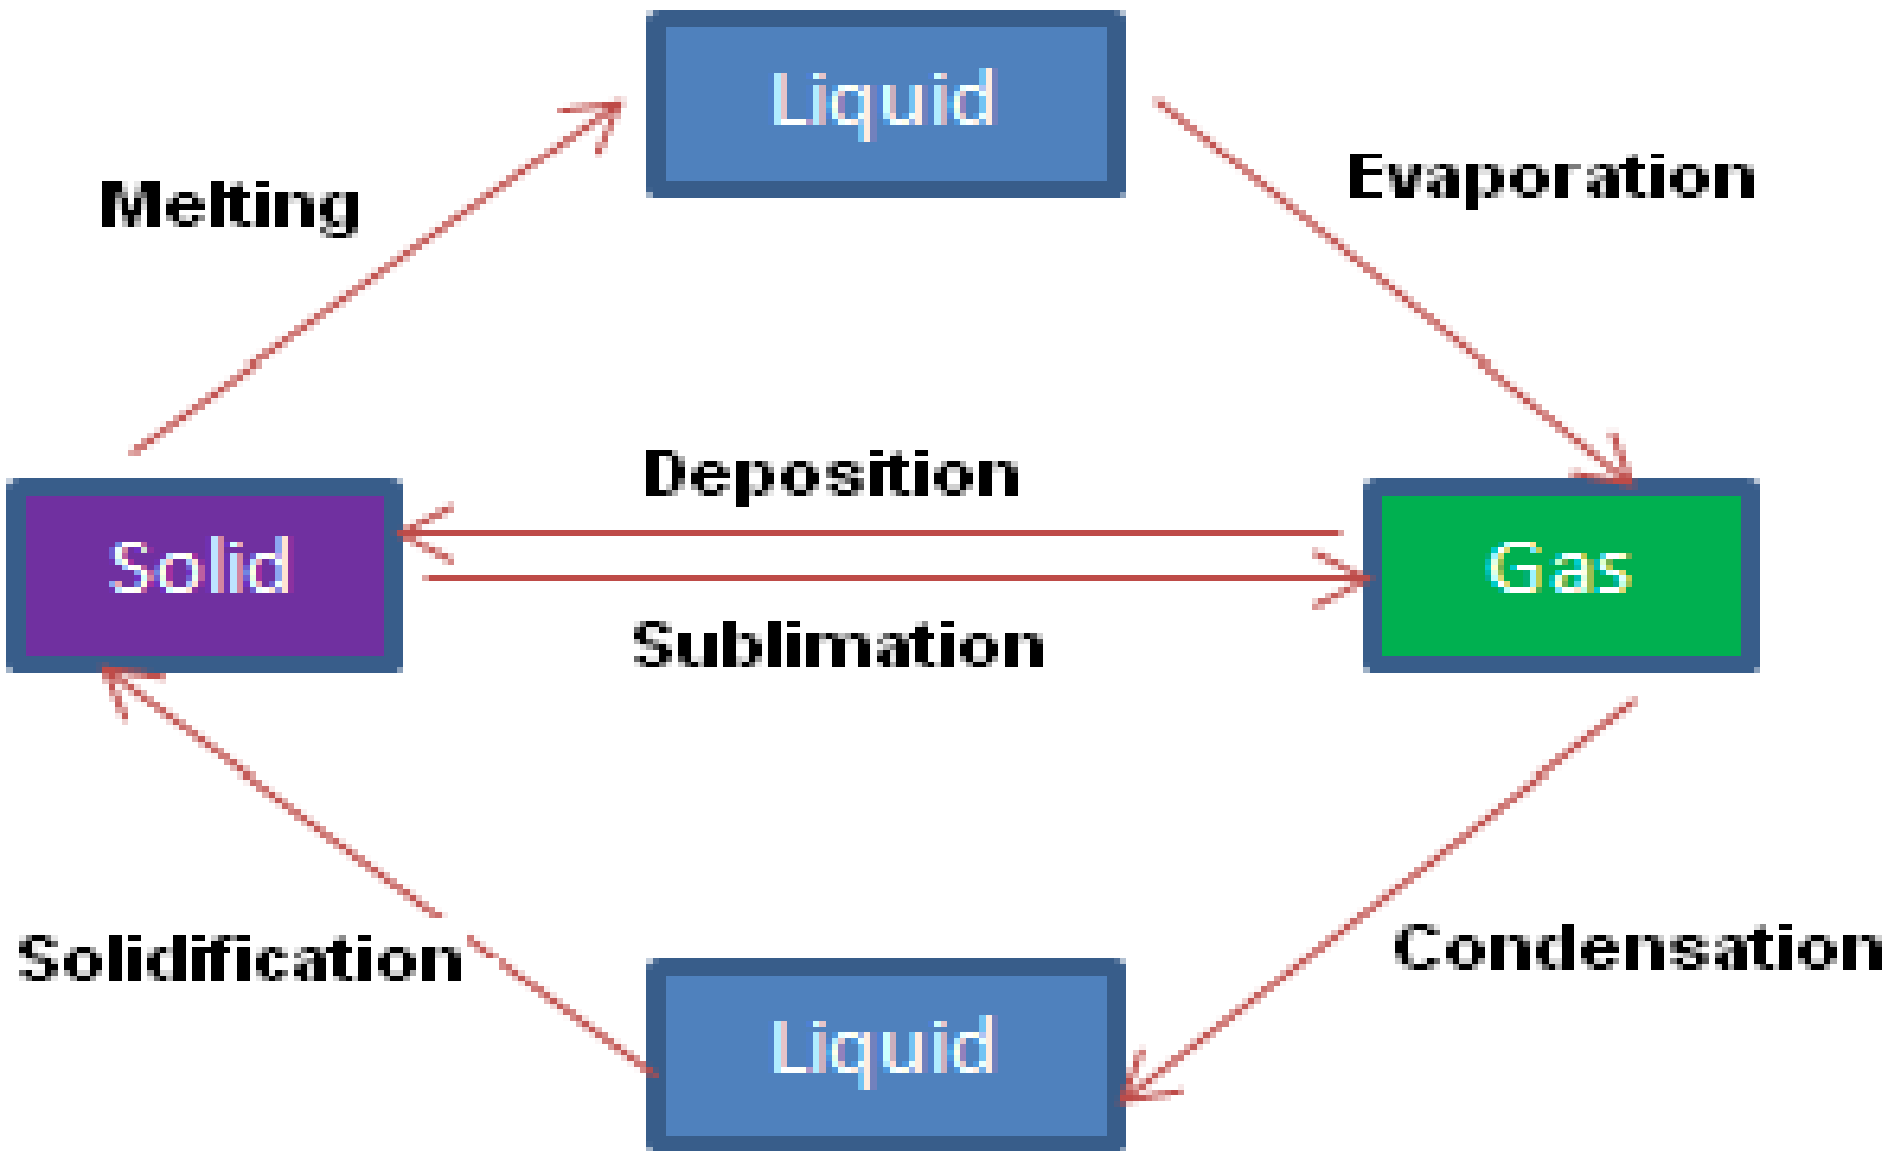 Liquid
Melting
Evaporation
Deposition
Solid
Gas
Sublimation
Solidification
Condensation
Liquid